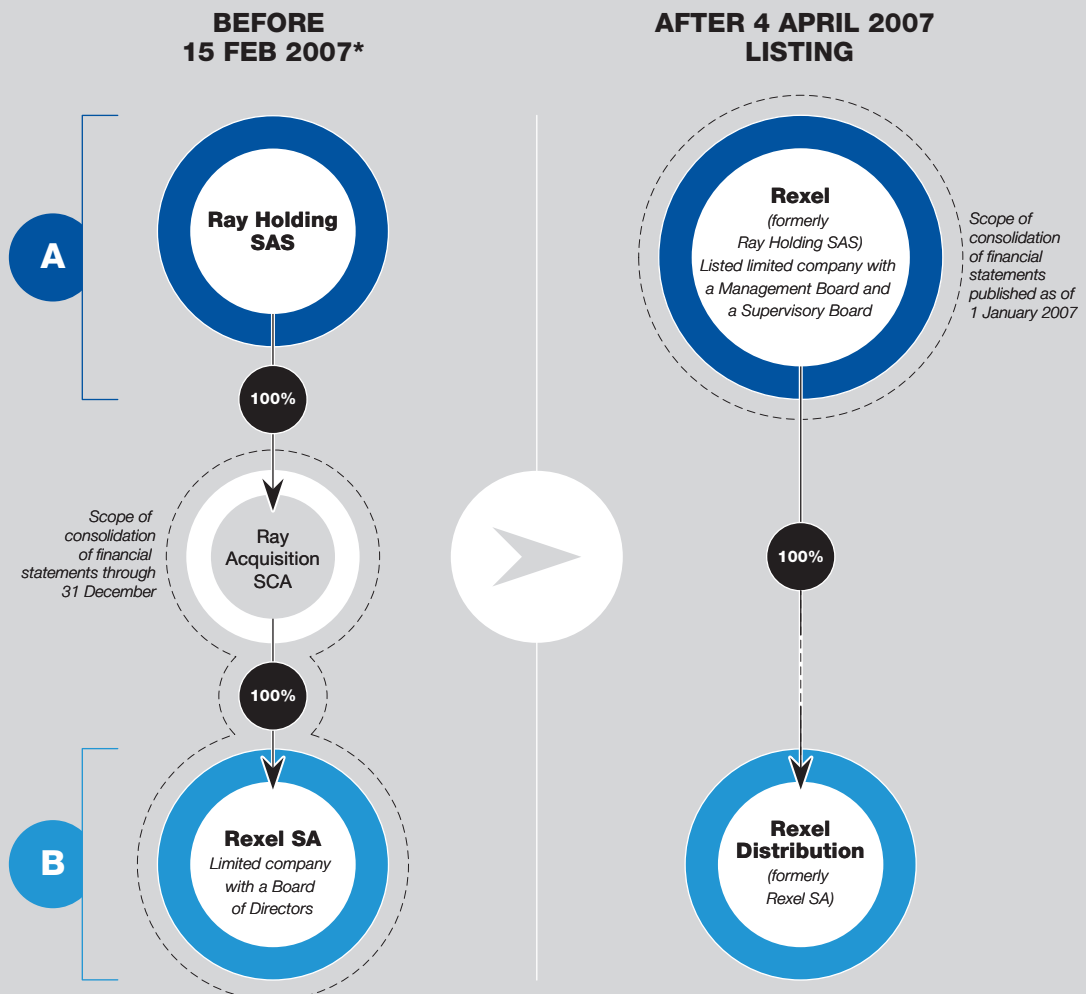 BEFORE
15 FEB 2007*
A
Ray Holding
SAS
100%
Scope of
consolidation
of financial
statements through
31 December
Ray
Acquisition
SCA
100%
B
Rexel SA
Limited company
with a Board
of Directors
AFTER 4 APRIL 2007
LISTING
Rexel
(formerly
Ray Holding SAS)
Listed limited company with
a Management Board and
a Supervisory Board
Scope of
consolidation
of financial
statements
published as of
1 January 2007
100%
Rexel
Distribution
(formerly
Rexel SA)